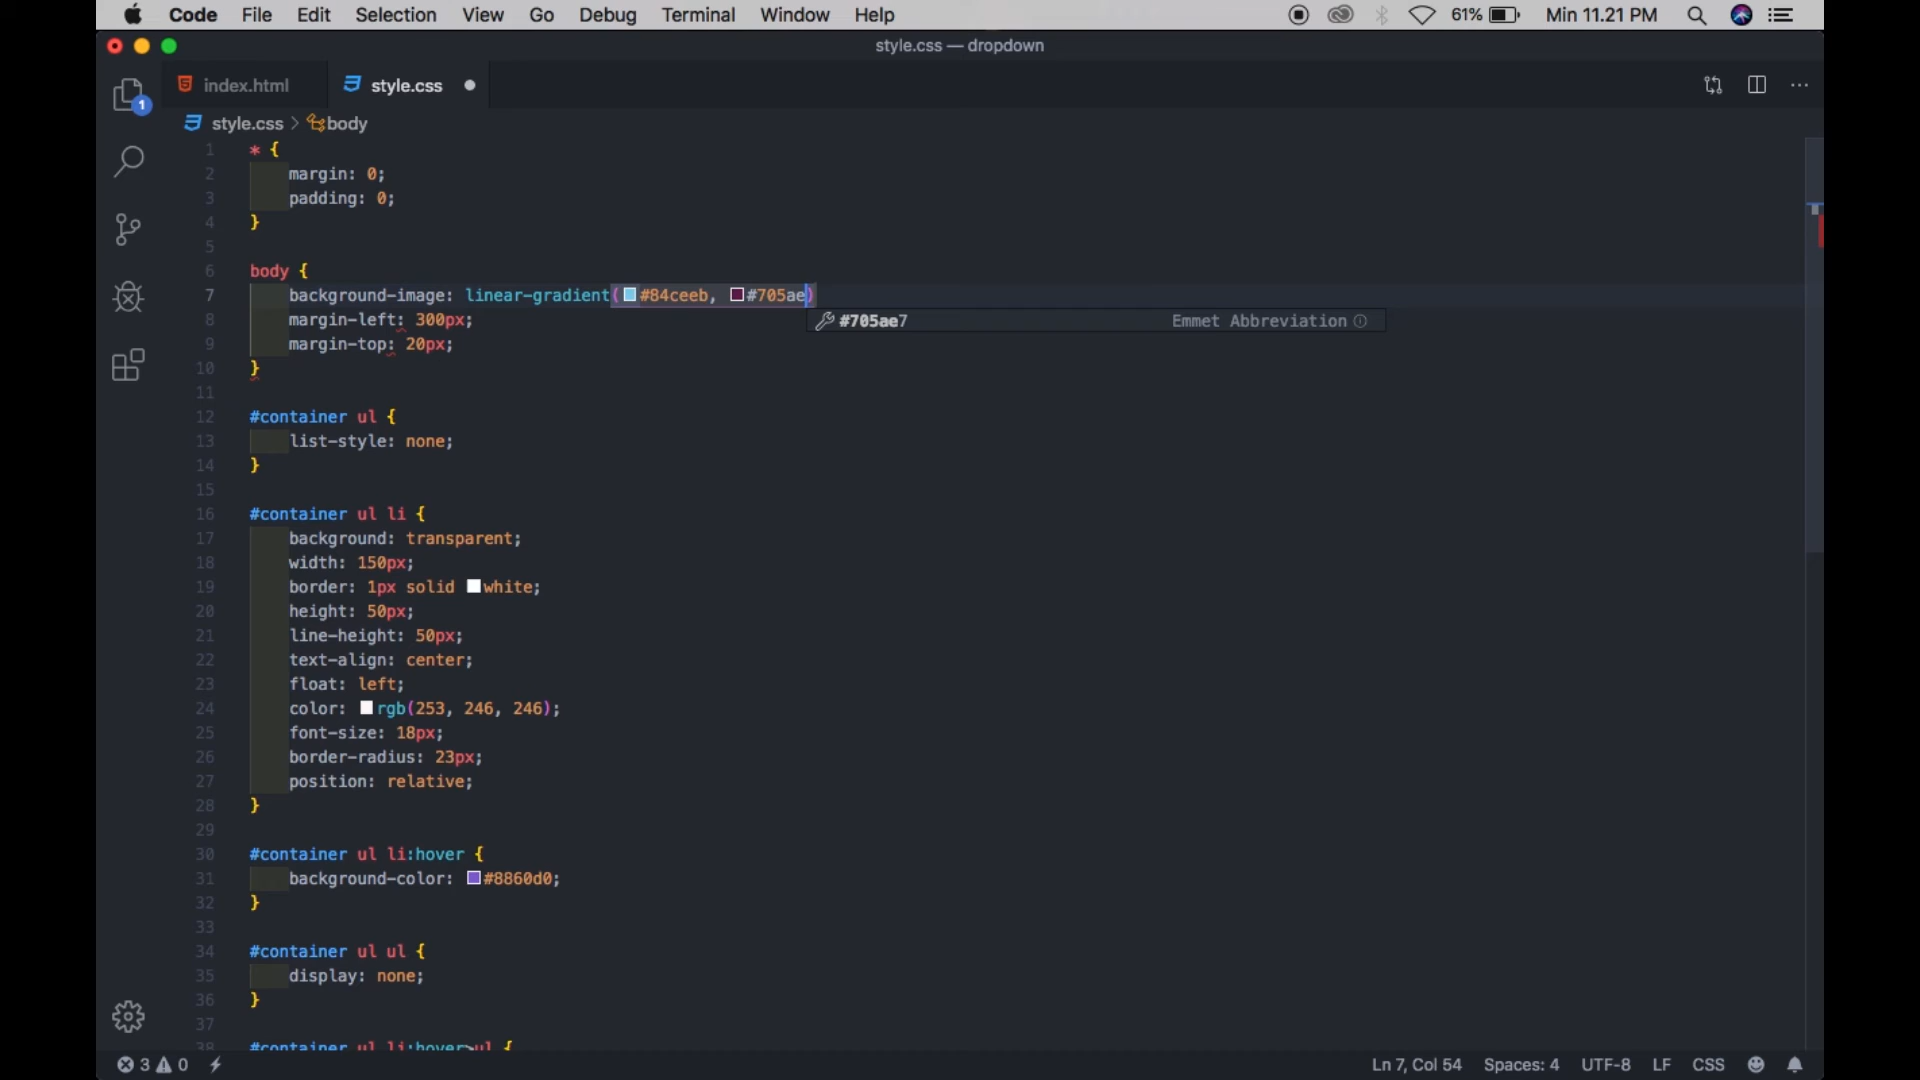 Code File Edit Selection View Go Debug Terminal Window Help 61% Min 11.21 PM
style.css — dropdown
index.html style.css
1
style.css > body
1 * {
2 margin: 0;
3 padding: 0;
4 }
5
6 body {
7 background-image: linear-gradient(#84ceeb, #705ae)
8 margin-left: 300px;
#705ae7 Emmet Abbreviation
9 margin-top: 20px;
10 }
11
12 #container ul {
13 list-style: none;
14 }
15
16 #container ul li {
17 background: transparent;
18 width: 150px;
19 border: 1px solid white;
20 height: 50px;
21 line-height: 50px;
22 text-align: center;
23 float: left;
24 color: rgb(253, 246, 246);
25 font-size: 18px;
26 border-radius: 23px;
27 position: relative;
28 }
29
30 #container ul li:hover {
31 background-color: #8860d0;
32 }
33
34 #container ul ul {
35 display: none;
36 }
37
38 #container ul li:hover>ul {
3 0 Ln 7, Col 54 Spaces: 4 UTF-8 LF CSS